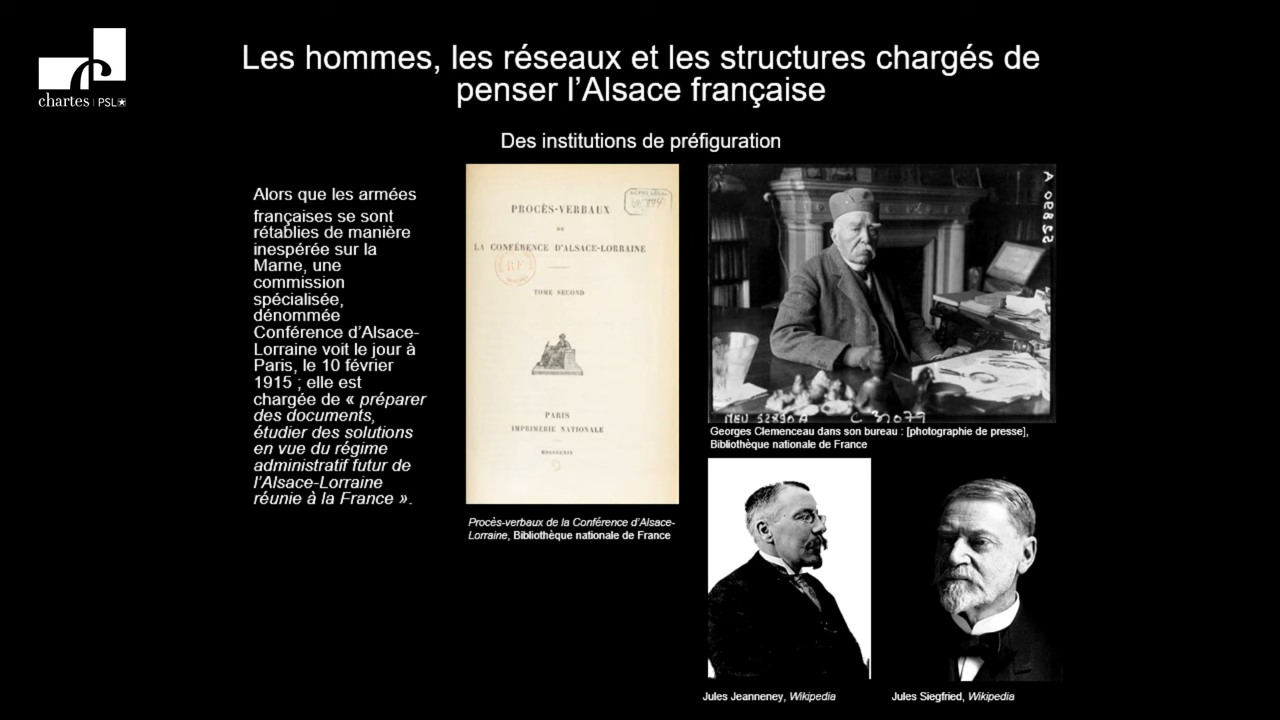 chartes | PSL
Les hommes, les réseaux et les structures chargés de
penser l’Alsace française
Des institutions de préfiguration
Alors que les armées
françaises se sont
rétablies de manière
inespérée sur la
Marne, une
commission
spécialisée,
dénommée
Conférence d’Alsace-
Lorraine voit le jour à
Paris, le 10 février
1915 ; elle est
chargée de « préparer
des documents,
étudier des solutions
en vue du régime
administratif futur de
l’Alsace-Lorraine
réunie à la France ».
PROCÈS-VERBAUX
DE
LA CONFÉRENCE D'ALSACE-LORRAINE
RF
TOME SECOND
PARIS
IMPRIMERIE NATIONALE
Procès-verbaux de la Conférence d’Alsace-
Lorraine, Bibliothèque nationale de France
Georges Clemenceau dans son bureau : [photographie de presse],
Bibliothèque nationale de France
Jules Jeanneney, Wikipedia
Jules Siegfried, Wikipedia